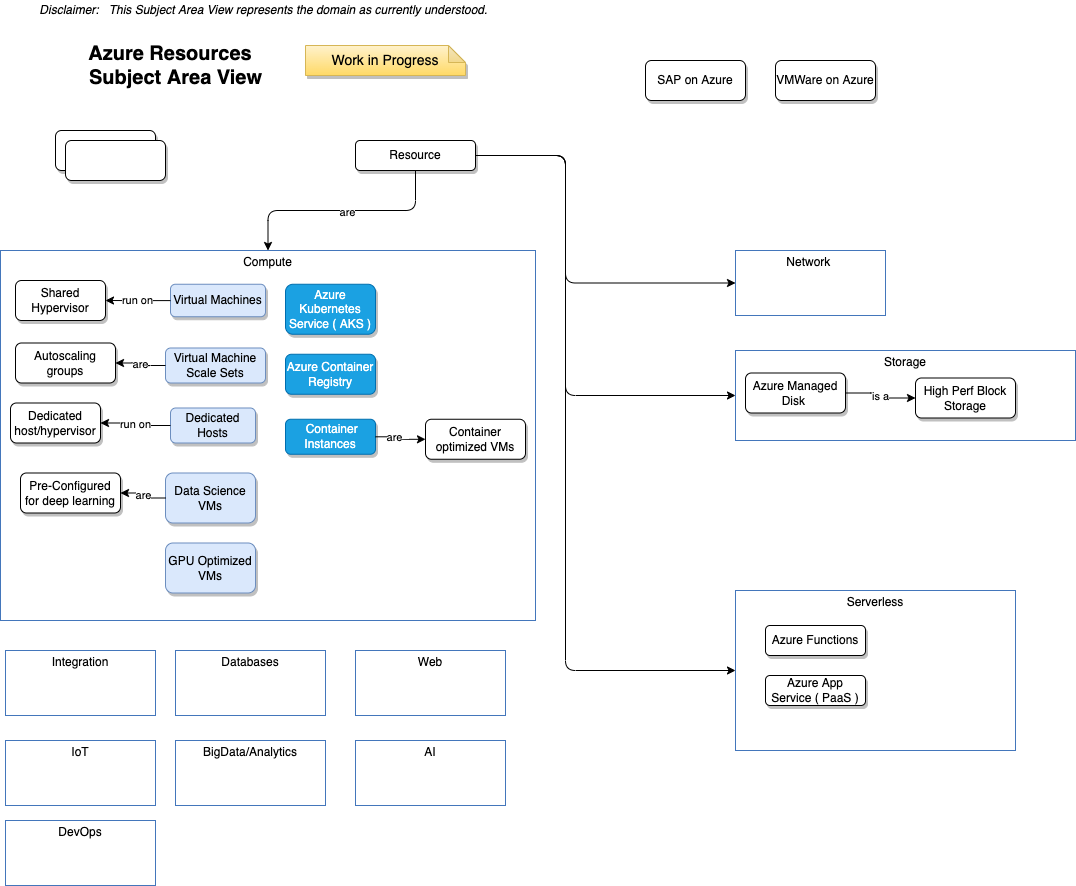 Disclaimer: This Subject Area View represents the domain as currently understood.
Azure Resources
Subject Area View
Work in Progress
SAP on Azure
VMWare on Azure
Resource
are
Compute
Shared
Hypervisor
run on
Virtual Machines
Azure
Kubernetes
Service ( AKS )
Autoscaling
groups
are
Virtual Machine
Scale Sets
Azure Container
Registry
Dedicated
host/hypervisor
run on
Dedicated
Hosts
Container
Instances
are
Container
optimized VMs
Pre-Configured
for deep learning
are
Data Science
VMs
GPU Optimized
VMs
Network
Storage
Azure Managed
Disk
is a
High Perf Block
Storage
Serverless
Azure Functions
Azure App
Service ( PaaS )
Integration
Databases
Web
IoT
BigData/Analytics
AI
DevOps